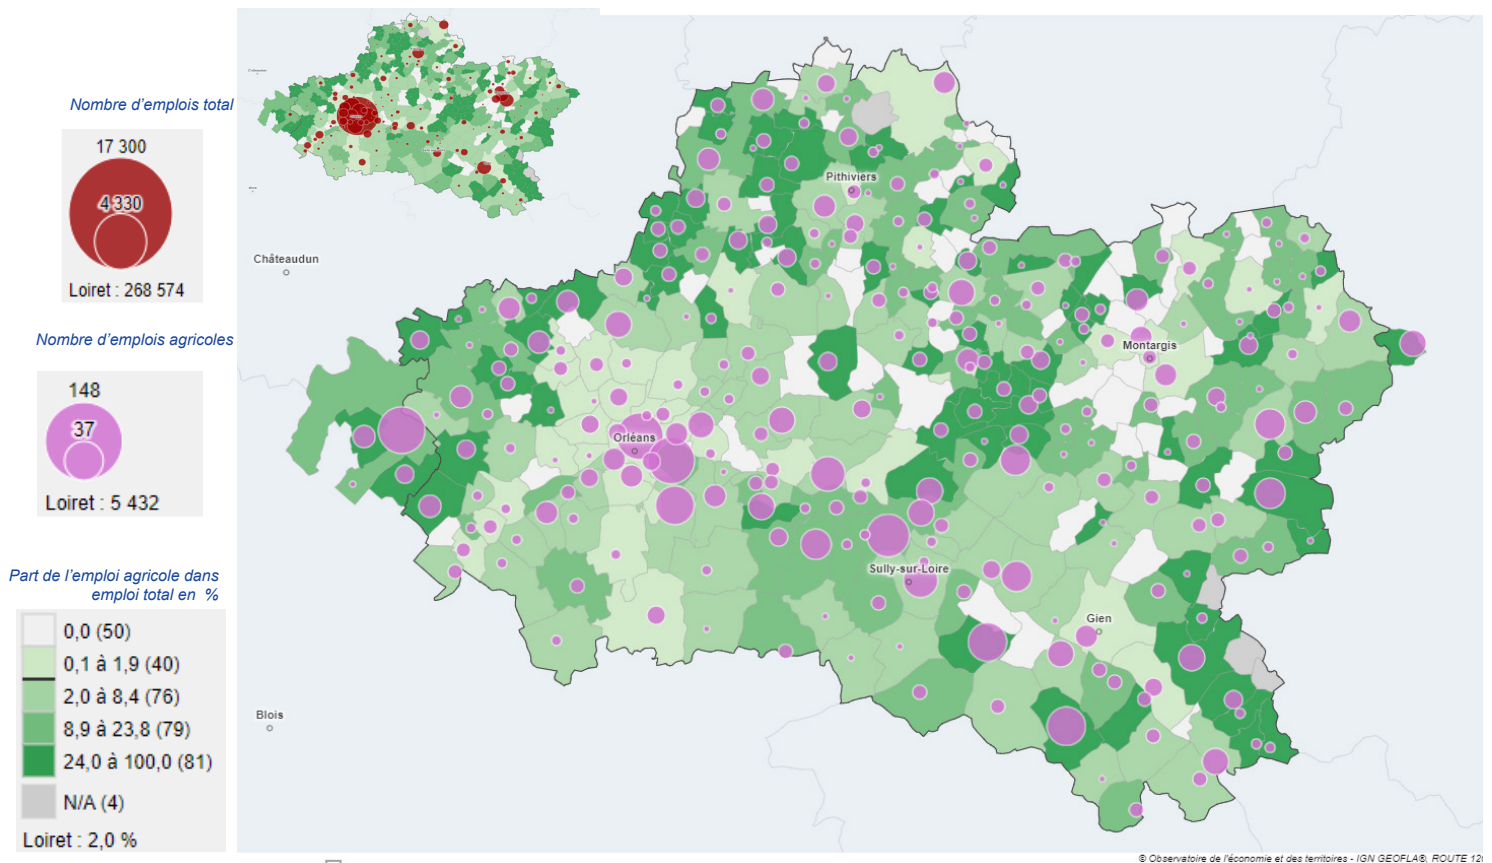 Nombre d'emplois total
17 300
4 330
Loiret : 268 574
Nombre d'emplois agricoles
148
37
Loiret : 5 432
Part de l'emploi agricole dans
emploi total en %
0,0 (50)
0,1 à 1,9 (40)
2,0 à 8,4 (76)
8,9 à 23,8 (79)
24,0 à 100,0 (81)
N/A (4)
Loiret : 2,0 %
Pithiviers
Châteaudun
Montargis
Orléans
Sully-sur-Loire
Gien
Blois
© Observatoire de l'économie et des territoires - IGN GEOFLA®, ROUTE 120